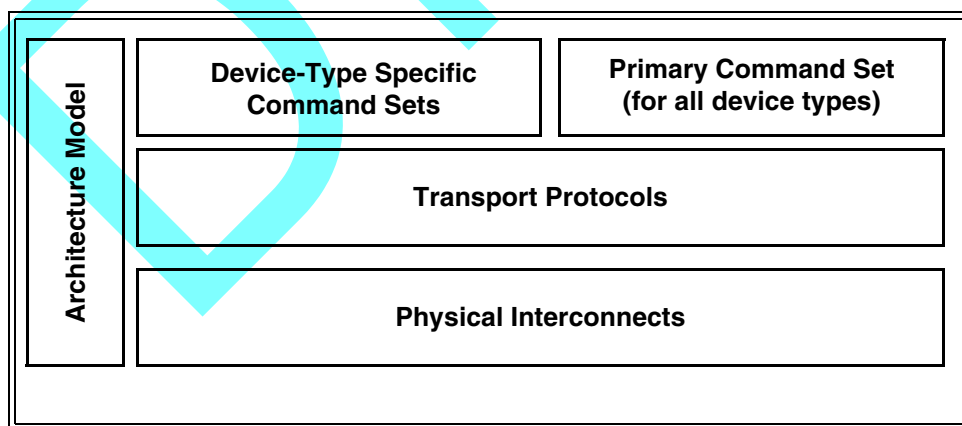 Architecture Model
Device-Type Specific
Command Sets
Primary Command Set
(for all device types)
Transport Protocols
Physical Interconnects